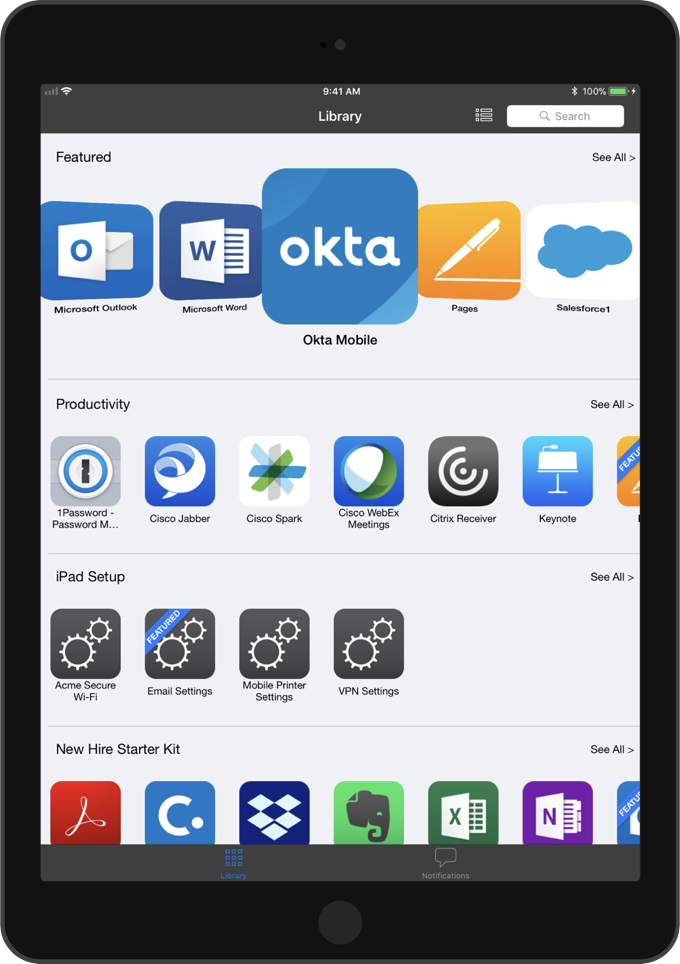 9:41 AM
100%
Library
Search
Featured
See All >
O
W
okta
Microsoft Outlook
Microsoft Word
Pages
Salesforce1
Okta Mobile
Productivity
See All >
FEATU
1Password -
Password M...
Cisco Jabber
Cisco Spark
Cisco WebEx
Meetings
Citrix Receiver
Keynote
iPad Setup
See All >
FEATURED
Acme Secure
Wi-Fi
Email Settings
Mobile Printer
Settings
VPN Settings
New Hire Starter Kit
See All >
C.
X
N
FEATU
Library
Notifications